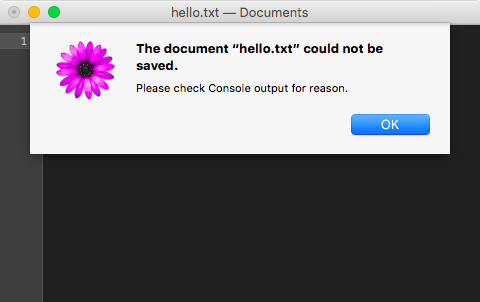 hello.txt — Documents
1
The document “hello.txt” could not be
saved.
Please check Console output for reason.
OK